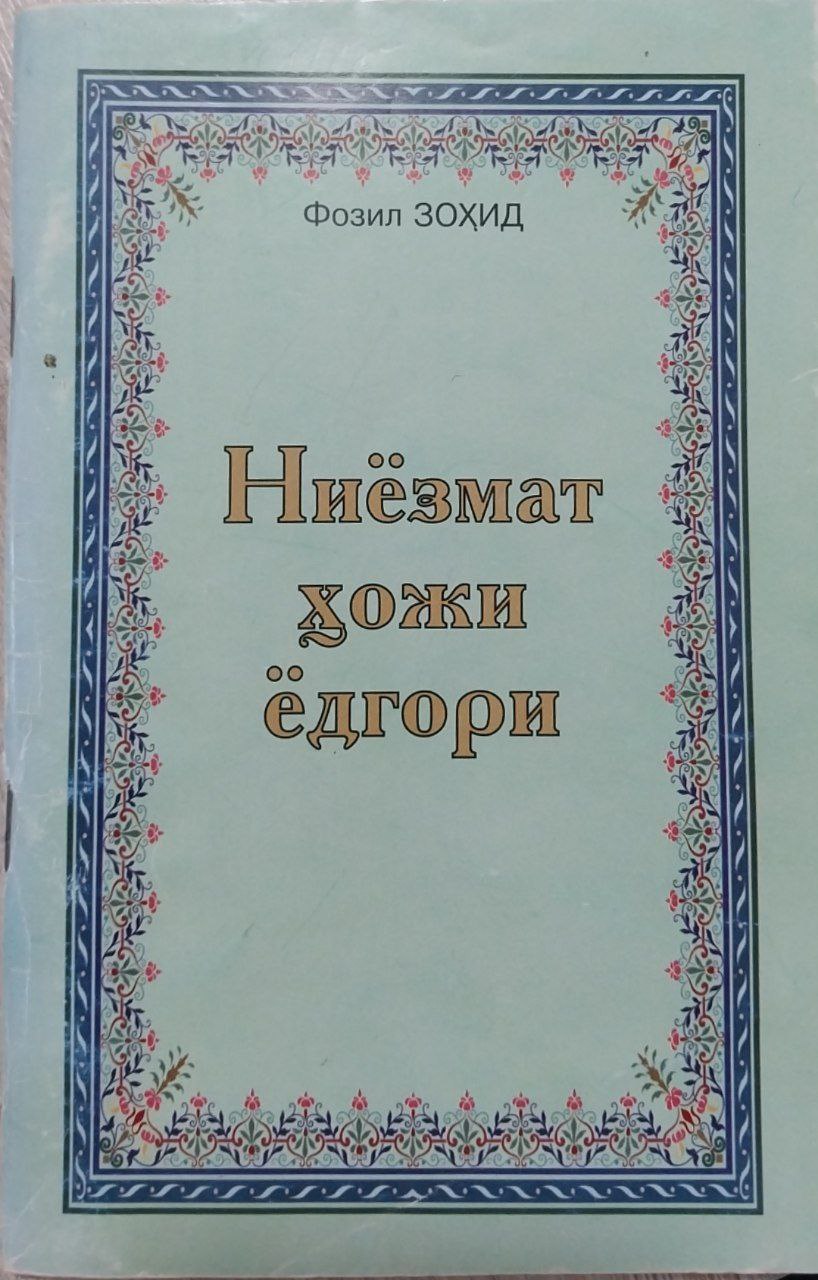 Фозил ЗОҲИД
Ниёзмат
ҳожи
ёдгори